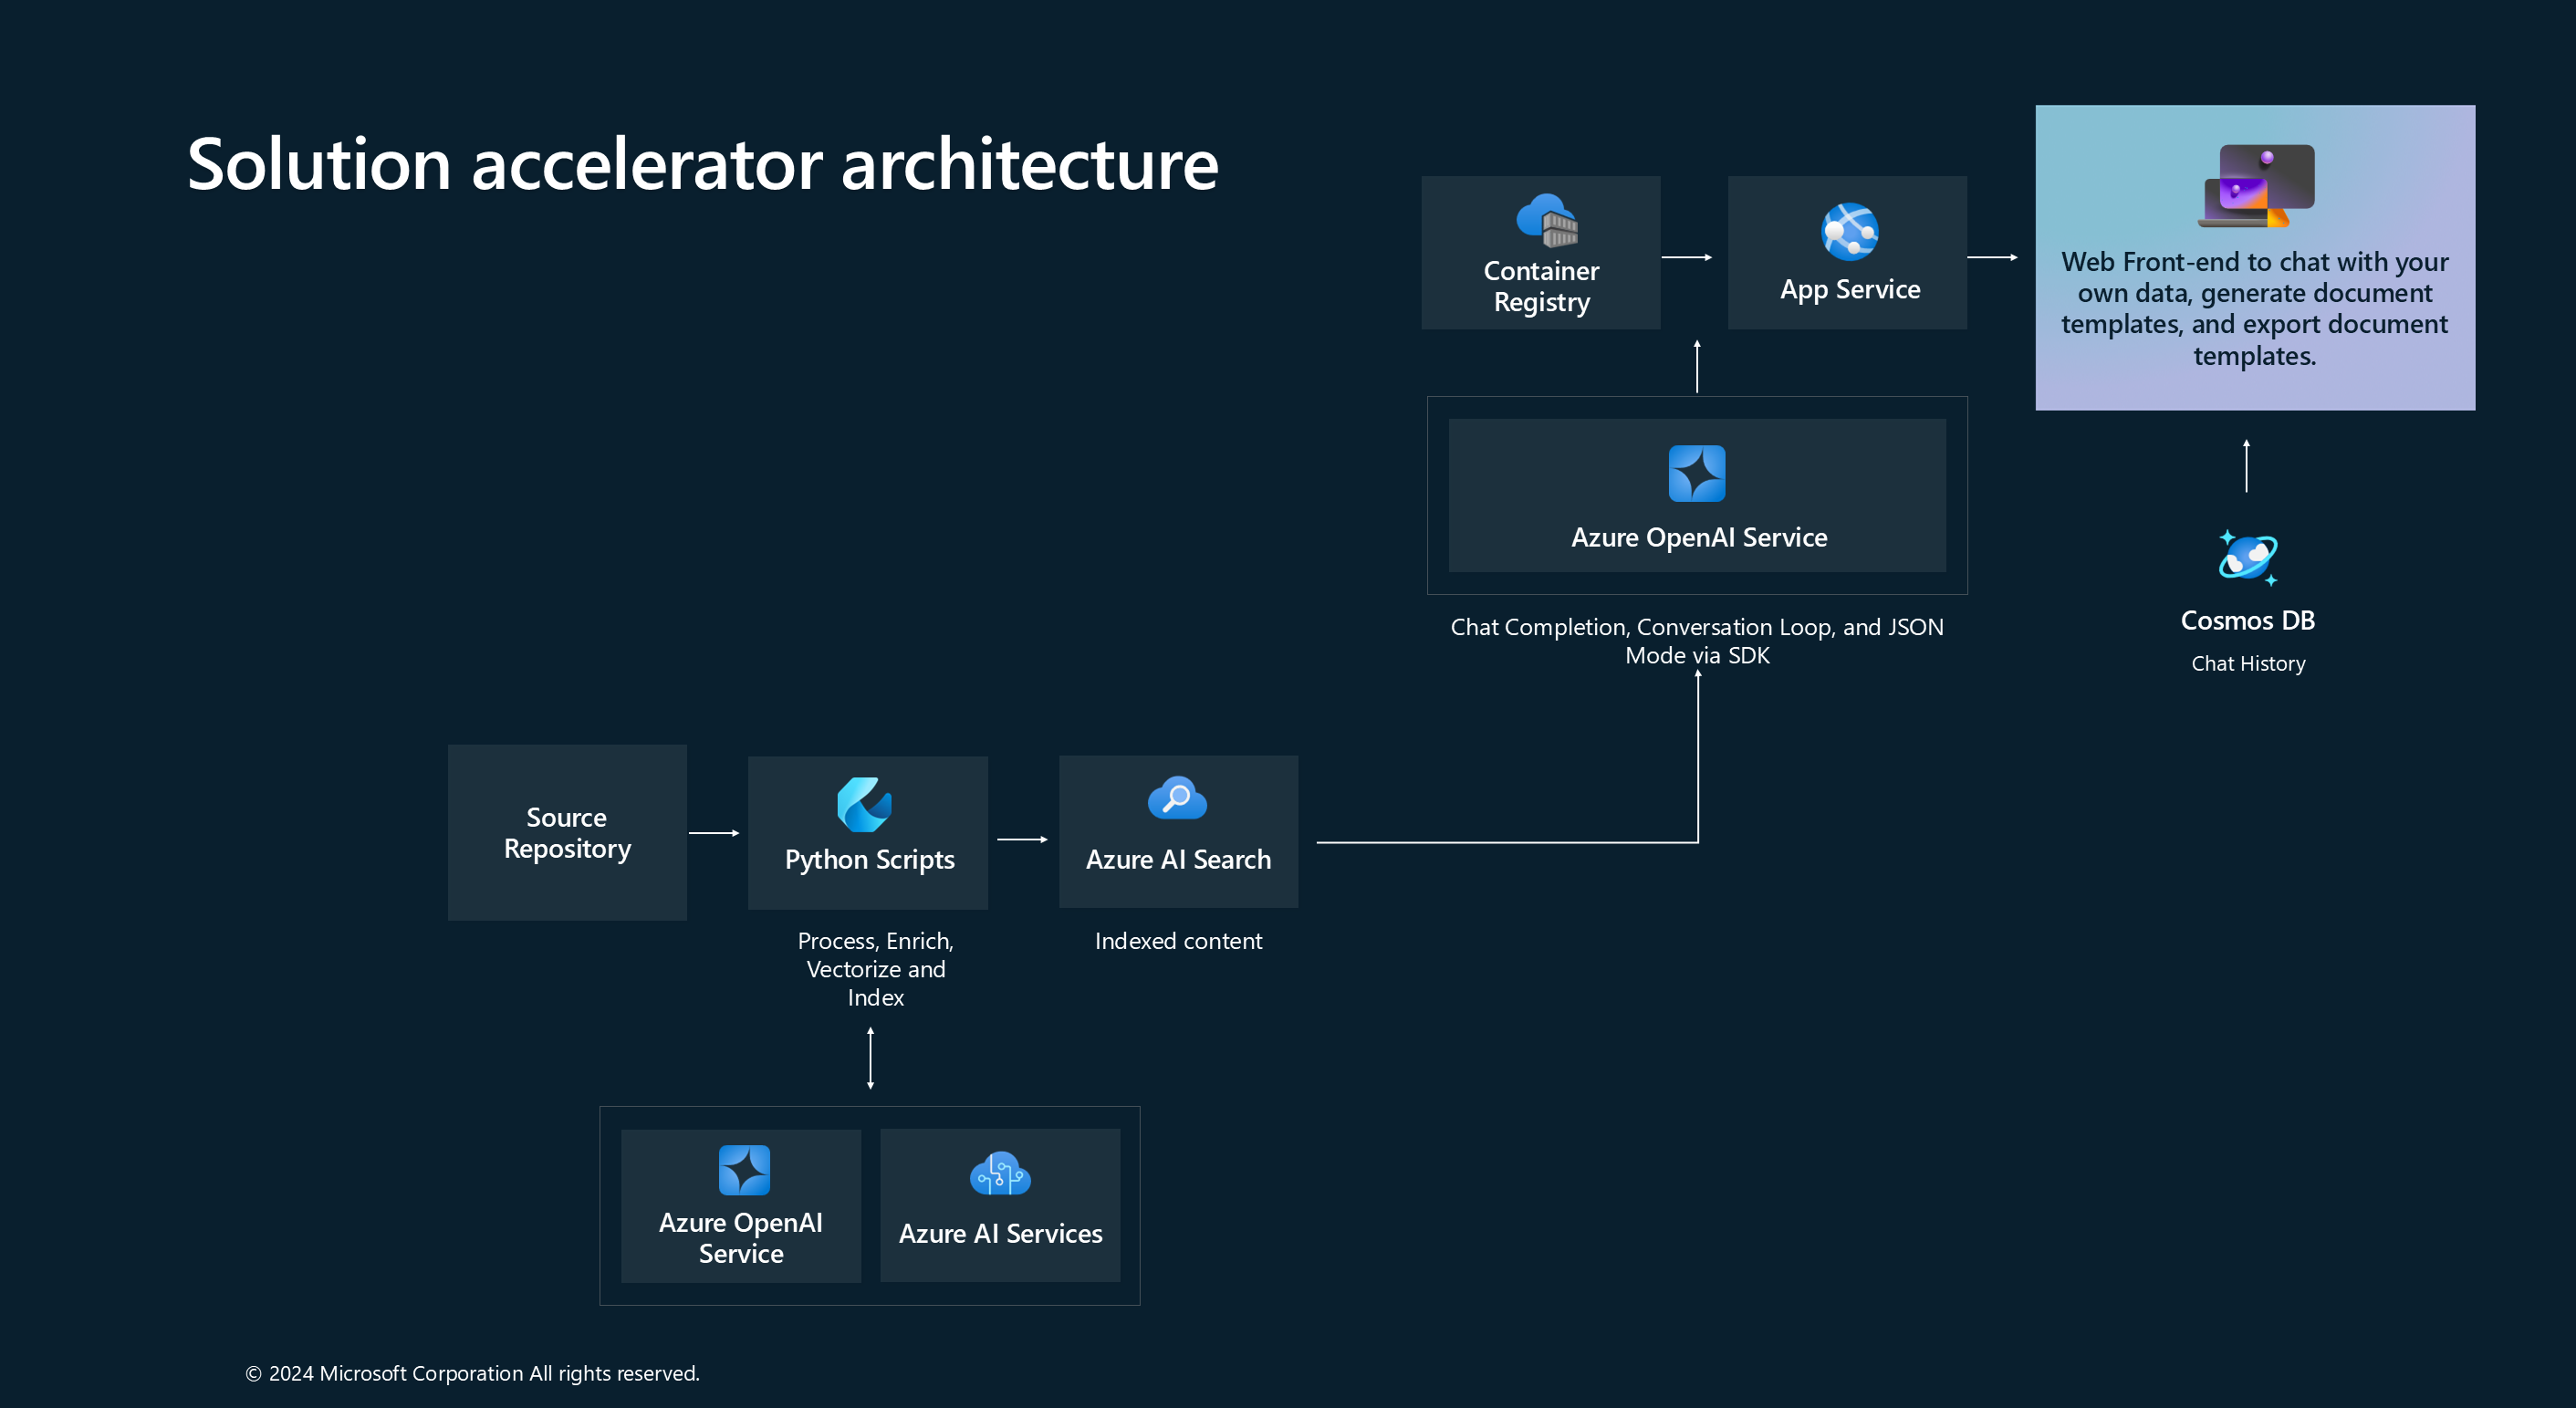 Solution accelerator architecture
Container
Registry
App Service
Web Front-end to chat with your
own data, generate document
templates, and export document
templates.
Azure OpenAI Service
Chat Completion, Conversation Loop, and JSON
Mode via SDK
Cosmos DB
Chat History
Source
Repository
Python Scripts
Process, Enrich,
Vectorize and
Index
Azure AI Search
Indexed content
Azure OpenAI
Service
Azure AI Services
© 2024 Microsoft Corporation All rights reserved.